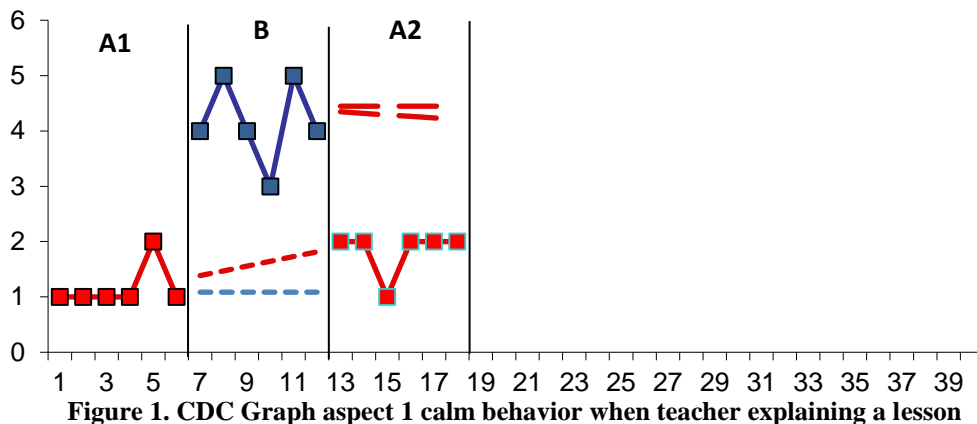 6
A1 B A2
5
4
3
2
1
0
1 3 5 7 9 11 13 15 17 19 21 23 25 27 29 31 33 35 37 39
Figure 1. CDC Graph aspect 1 calm behavior when teacher explaining a lesson